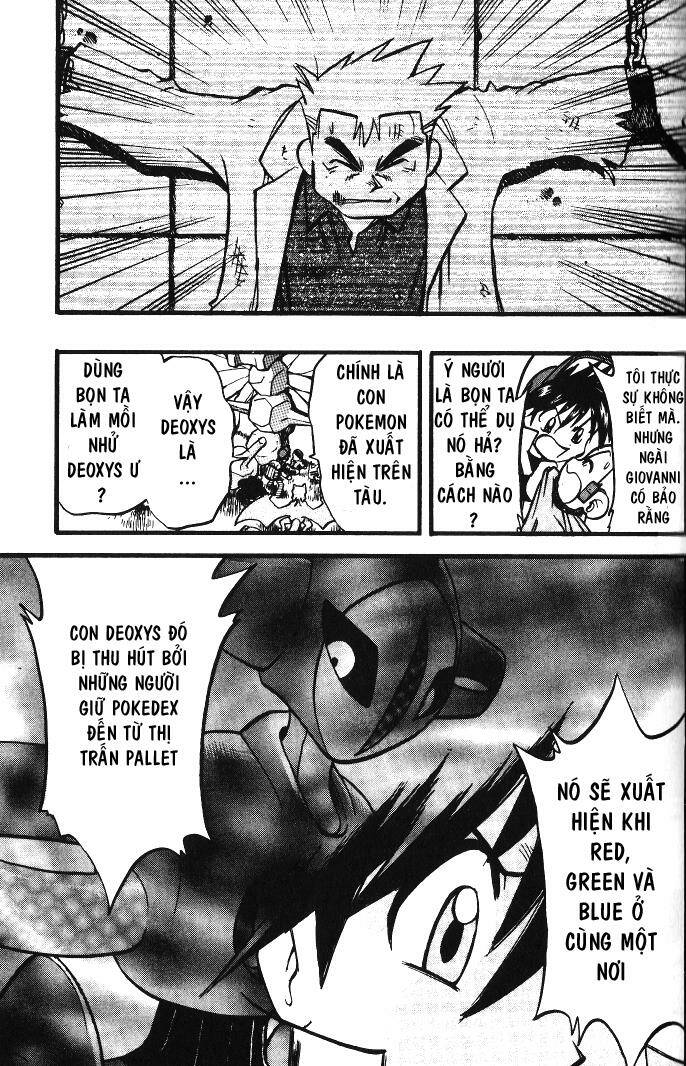 TÔI THỰC
SỰ KHÔNG
BIẾT MÀ.
NHƯNG
NGÀI
GIOVANNI
CÓ BẢO
RẰNG
Ý NGƯỜI
LÀ BỌN TA
CÓ THỂ DỤ
NÓ HẢ?
BẰNG
CÁCH NÀO
?
CHÍNH LÀ
CON
POKEMON
ĐÃ XUẤT
HIỆN TRÊN
TÀU.
VẬY
DEOXYS
LÀ
...
DÙNG
BỌN TA
LÀM MỒI
NHỬ
DEOXYS Ư
?
NÓ SẼ XUẤT
HIỆN KHI
RED,
GREEN VÀ
BLUE Ở
CÙNG MỘT
NƠI
CON DEOXYS ĐÓ
BỊ THU HÚT BỞI
NHỮNG NGƯỜI
GIỮ POKEDEX
ĐẾN TỪ THỊ
TRẤN PALLET